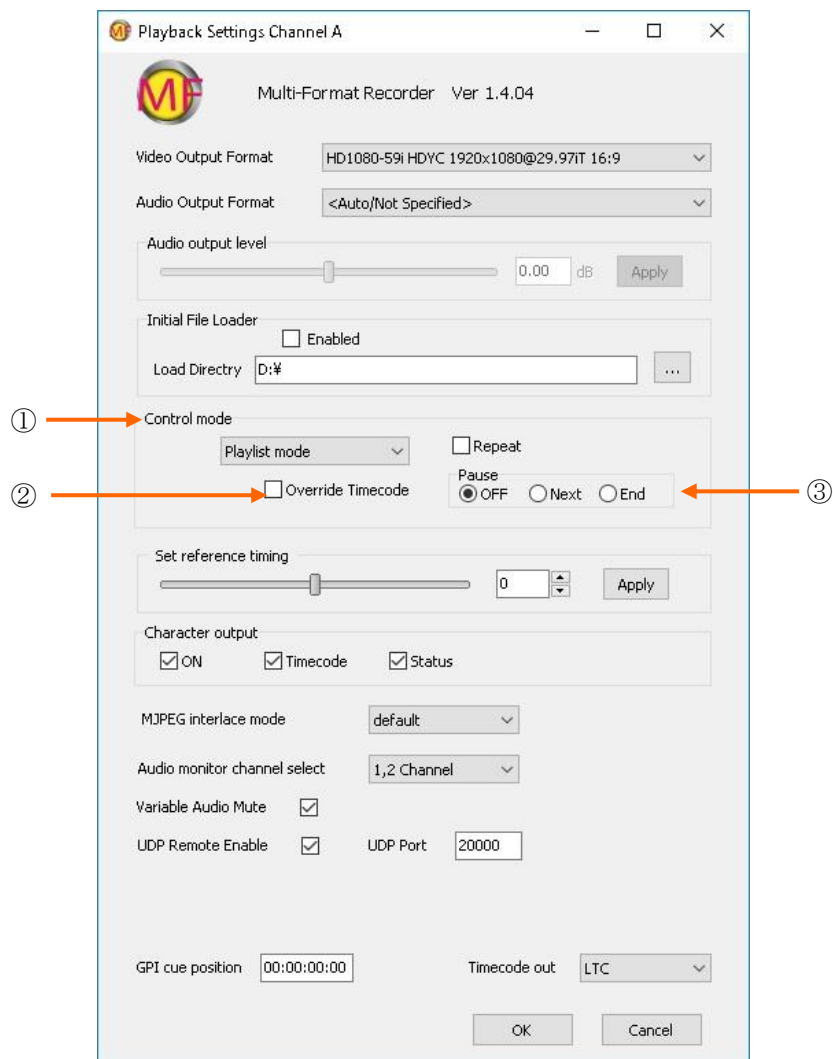 Playback Settings Channel A
MF Multi-Format Recorder Ver 1.4.04
Video Output Format HD1080-59i HDYC 1920x1080@29.97iT 16:9
Audio Output Format <Auto/Not Specified>
Audio output level
0.00 dB Apply
Initial File Loader
Enabled
Load Directry D:¥ ...
① Control mode
Playlist mode Repeat
② Override Timecode
Pause
OFF Next End ③
Set reference timing
0 Apply
Character output
ON Timecode Status
MJPEG interlace mode default
Audio monitor channel select 1,2 Channel
Variable Audio Mute
UDP Remote Enable UDP Port 20000
GPI cue position 00:00:00:00 Timecode out LTC
OK Cancel